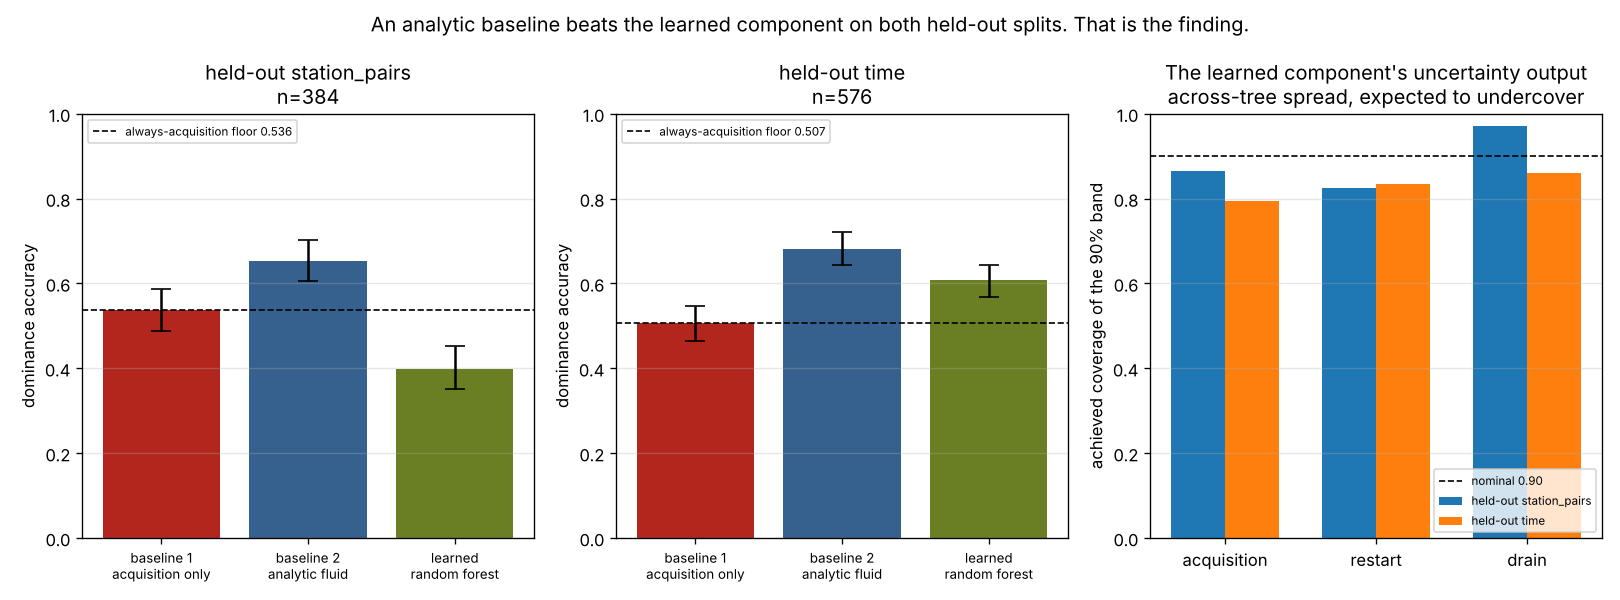 An analytic baseline beats the learned component on both held-out splits. That is the finding.
held-out station_pairs
n=384
dominance accuracy
1.0
0.8
0.6
0.4
0.2
0.0
always-acquisition floor 0.536
baseline 1
acquisition only
baseline 2
analytic fluid
learned
random forest
held-out time
n=576
dominance accuracy
1.0
0.8
0.6
0.4
0.2
0.0
always-acquisition floor 0.507
baseline 1
acquisition only
baseline 2
analytic fluid
learned
random forest
The learned component's uncertainty output
across-tree spread, expected to undercover
achieved coverage of the 90% band
1.0
0.8
0.6
0.4
0.2
0.0
nominal 0.90
held-out station_pairs
held-out time
acquisition
restart
drain